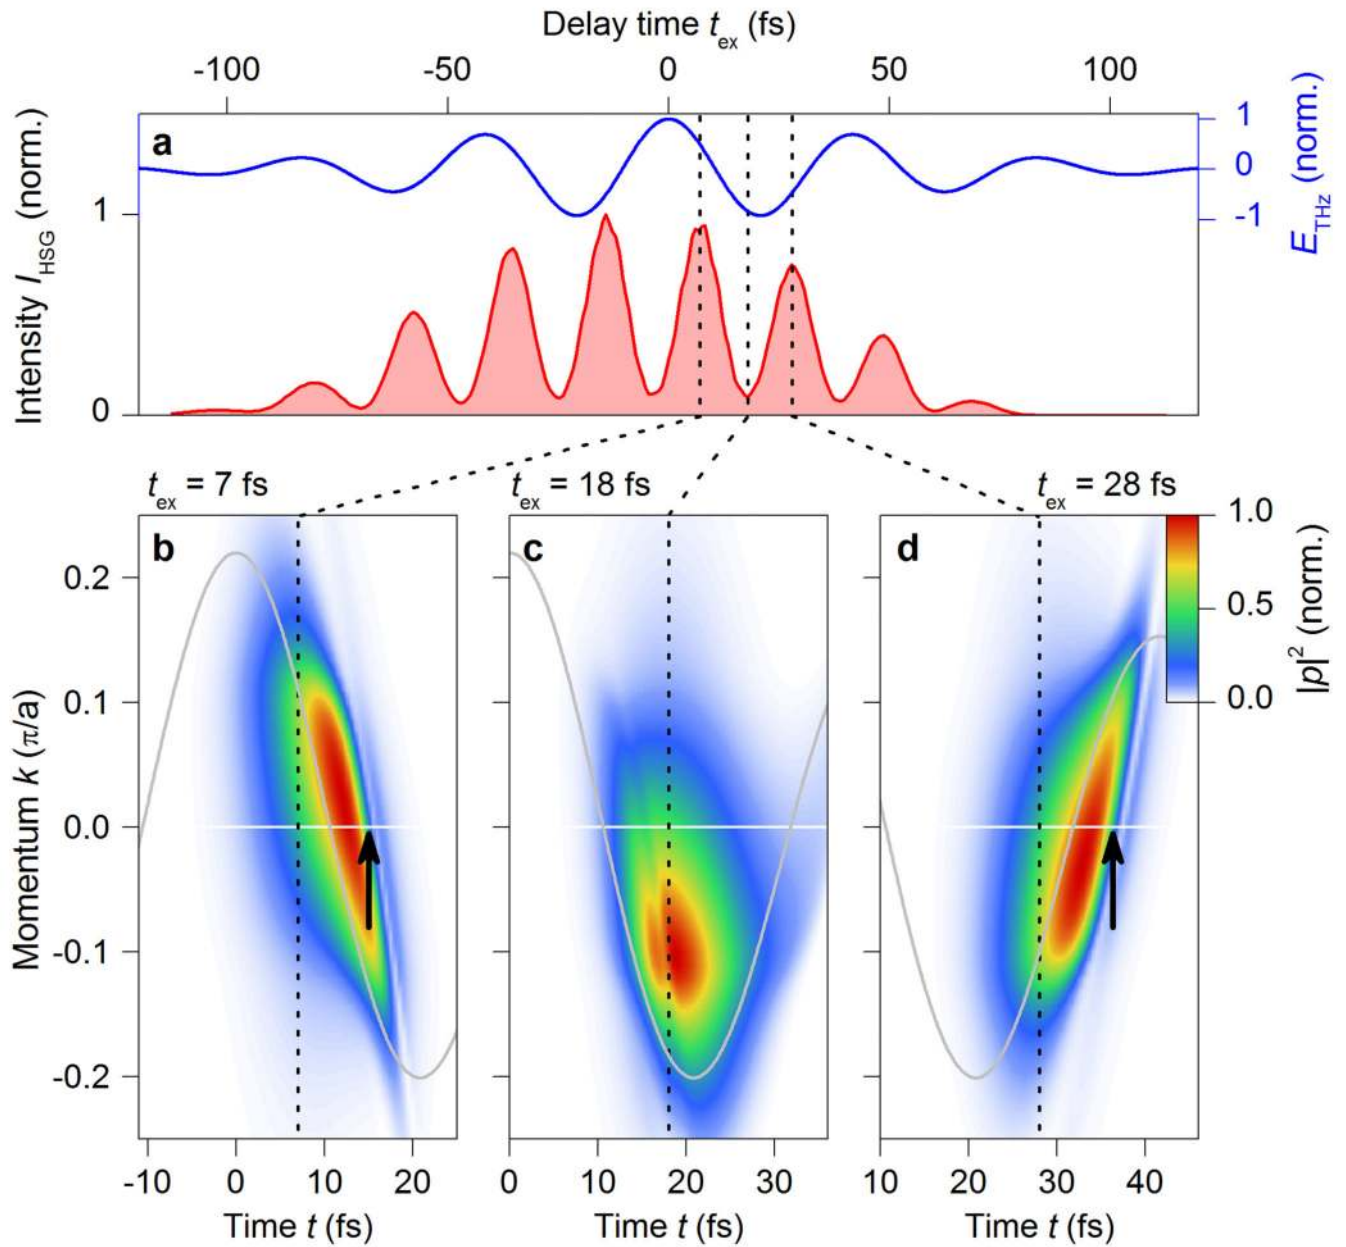 Delay time t_ex (fs)
-100 -50 0 50 100
a
Intensity I_HSG (norm.)
1
0
1
0
-1
E_THz (norm.)
t_ex = 7 fs
t_ex = 18 fs
t_ex = 28 fs
b
c
d
1.0
0.5
0.0
|p|² (norm.)
Momentum k (π/a)
0.2
0.1
0.0
-0.1
-0.2
-10 0 10 20
0 10 20 30
10 20 30 40
Time t (fs)
Time t (fs)
Time t (fs)